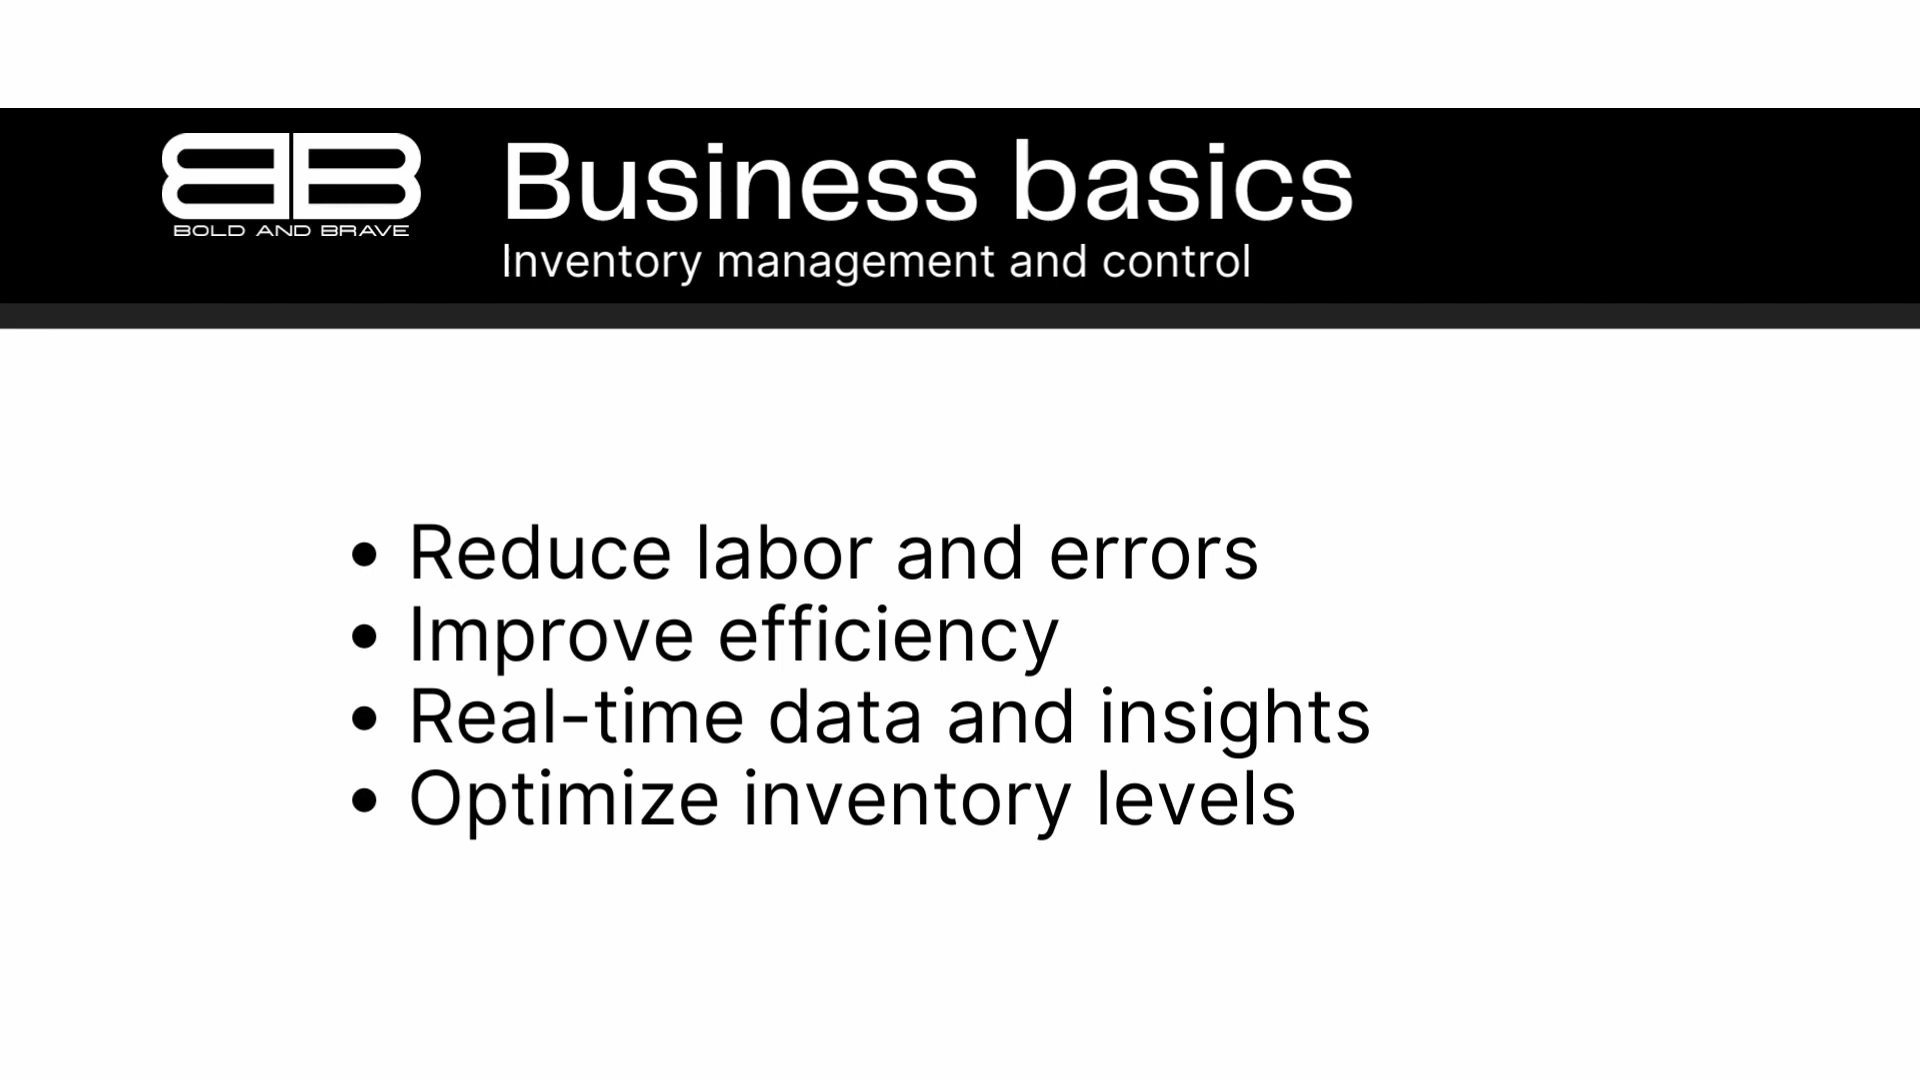 BOLD AND BRAVE
Business basics
Inventory management and control
• Reduce labor and errors
• Improve efficiency
• Real-time data and insights
• Optimize inventory levels